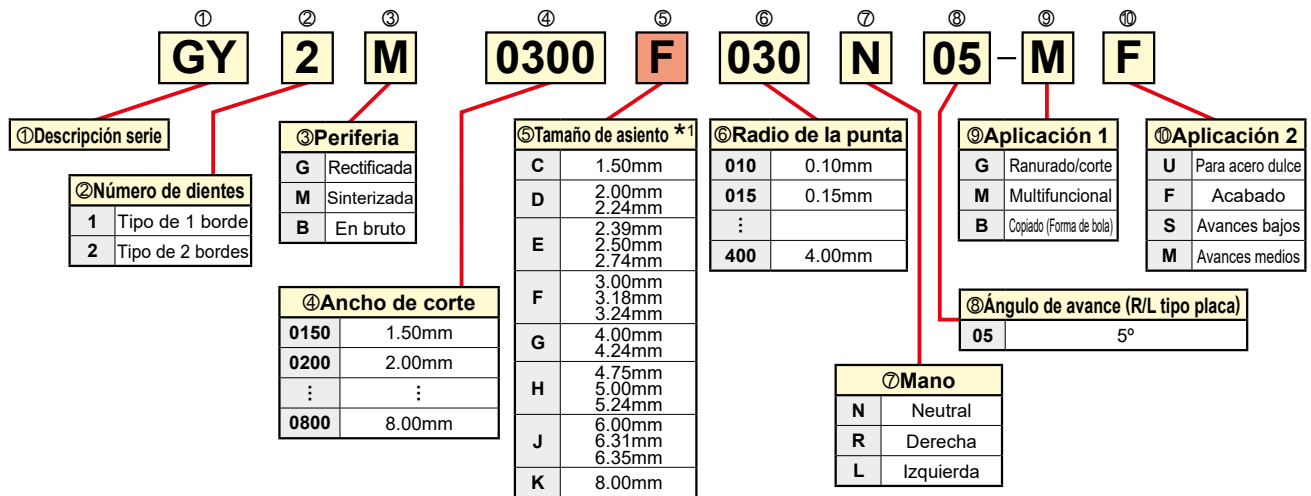 ① ② ③ ④ ⑤ ⑥ ⑦ ⑧ ⑨ ⑩
GY 2 M 0300 F 030 N 05 – M F
①Descripción serie
②Número de dientes
1 Tipo de 1 borde
2 Tipo de 2 bordes
③Periferia
G Rectificada
M Sinterizada
B En bruto
④Ancho de corte
0150 1.50mm
0200 2.00mm
⋮ ⋮
0800 8.00mm
⑤Tamaño de asiento *1
C 1.50mm
D 2.00mm
2.24mm
E 2.39mm
2.50mm
2.74mm
F 3.00mm
3.18mm
3.24mm
G 4.00mm
4.24mm
H 4.75mm
5.00mm
5.24mm
J 6.00mm
6.31mm
6.35mm
K 8.00mm
⑥Radio de la punta
010 0.10mm
015 0.15mm
⋮
400 4.00mm
⑦Mano
N Neutral
R Derecha
L Izquierda
⑧Ángulo de avance (R/L tipo placa)
05 5º
⑨Aplicación 1
G Ranurado/corte
M Multifuncional
B Copiado (Forma de bola)
⑩Aplicación 2
U Para acero dulce
F Acabado
S Avances bajos
M Avances medios